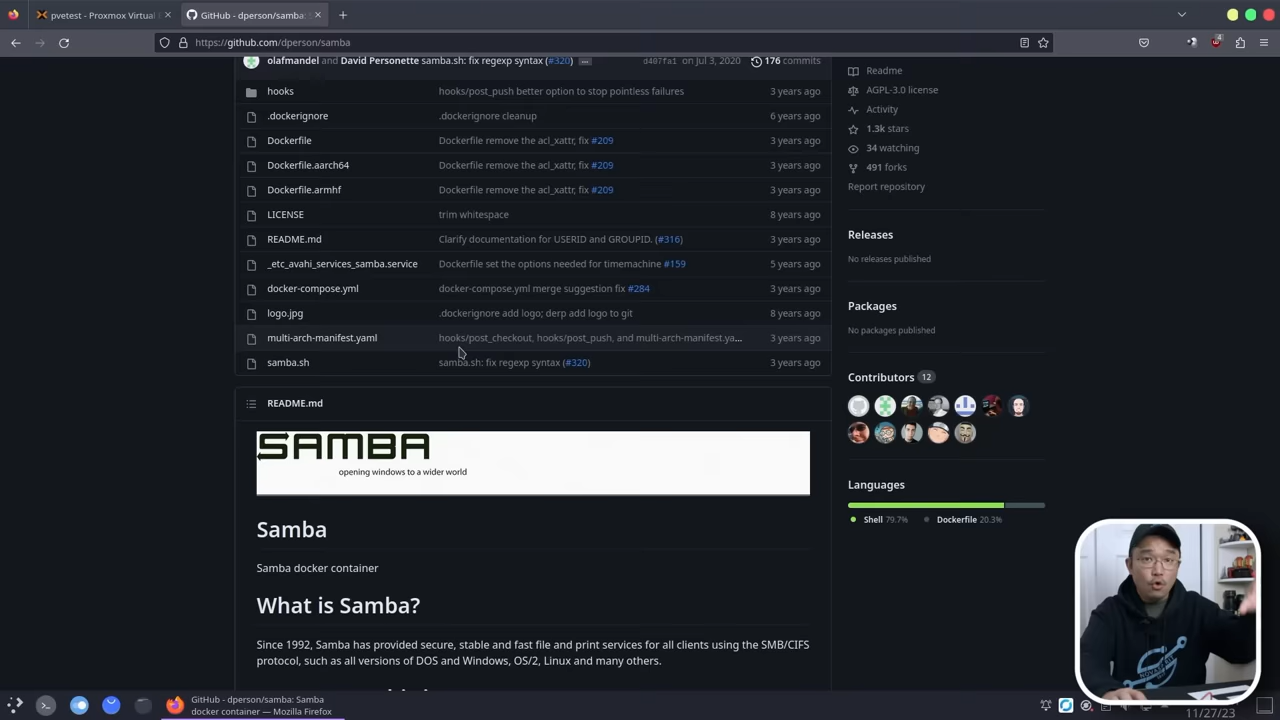 pvetest - Proxmox Virtual E
GitHub - dperson/samba: S
https://github.com/dperson/samba
4
olafmandel and David Personette samba.sh: fix regexp syntax (#320) ... d407fa1 on Jul 3, 2020 176 commits
hooks hooks/post_push better option to stop pointless failures 3 years ago
.dockerignore .dockerignore cleanup 6 years ago
Dockerfile Dockerfile remove the acl_xattr, fix #209 3 years ago
Dockerfile.aarch64 Dockerfile remove the acl_xattr, fix #209 3 years ago
Dockerfile.armhf Dockerfile remove the acl_xattr, fix #209 3 years ago
LICENSE trim whitespace 8 years ago
README.md Clarify documentation for USERID and GROUPID. (#316) 3 years ago
_etc_avahi_services_samba.service Dockerfile set the options needed for timemachine #159 5 years ago
docker-compose.yml docker-compose.yml merge suggestion fix #284 3 years ago
logo.jpg .dockerignore add logo; derp add logo to git 8 years ago
multi-arch-manifest.yaml hooks/post_checkout, hooks/post_push, and multi-arch-manifest.ya... 3 years ago
samba.sh samba.sh: fix regexp syntax (#320) 3 years ago
README.md
SAMBA
opening windows to a wider world
Samba
Samba docker container
What is Samba?
Since 1992, Samba has provided secure, stable and fast file and print services for all clients using the SMB/CIFS
protocol, such as all versions of DOS and Windows, OS/2, Linux and many others.
Readme
AGPL-3.0 license
Activity
1.3k stars
34 watching
491 forks
Report repository
Releases
No releases published
Packages
No packages published
Contributors 12
Languages
Shell 79.7% Dockerfile 20.3%
GitHub - dperson/samba: Samba
docker container — Mozilla Firefox
11/27/23